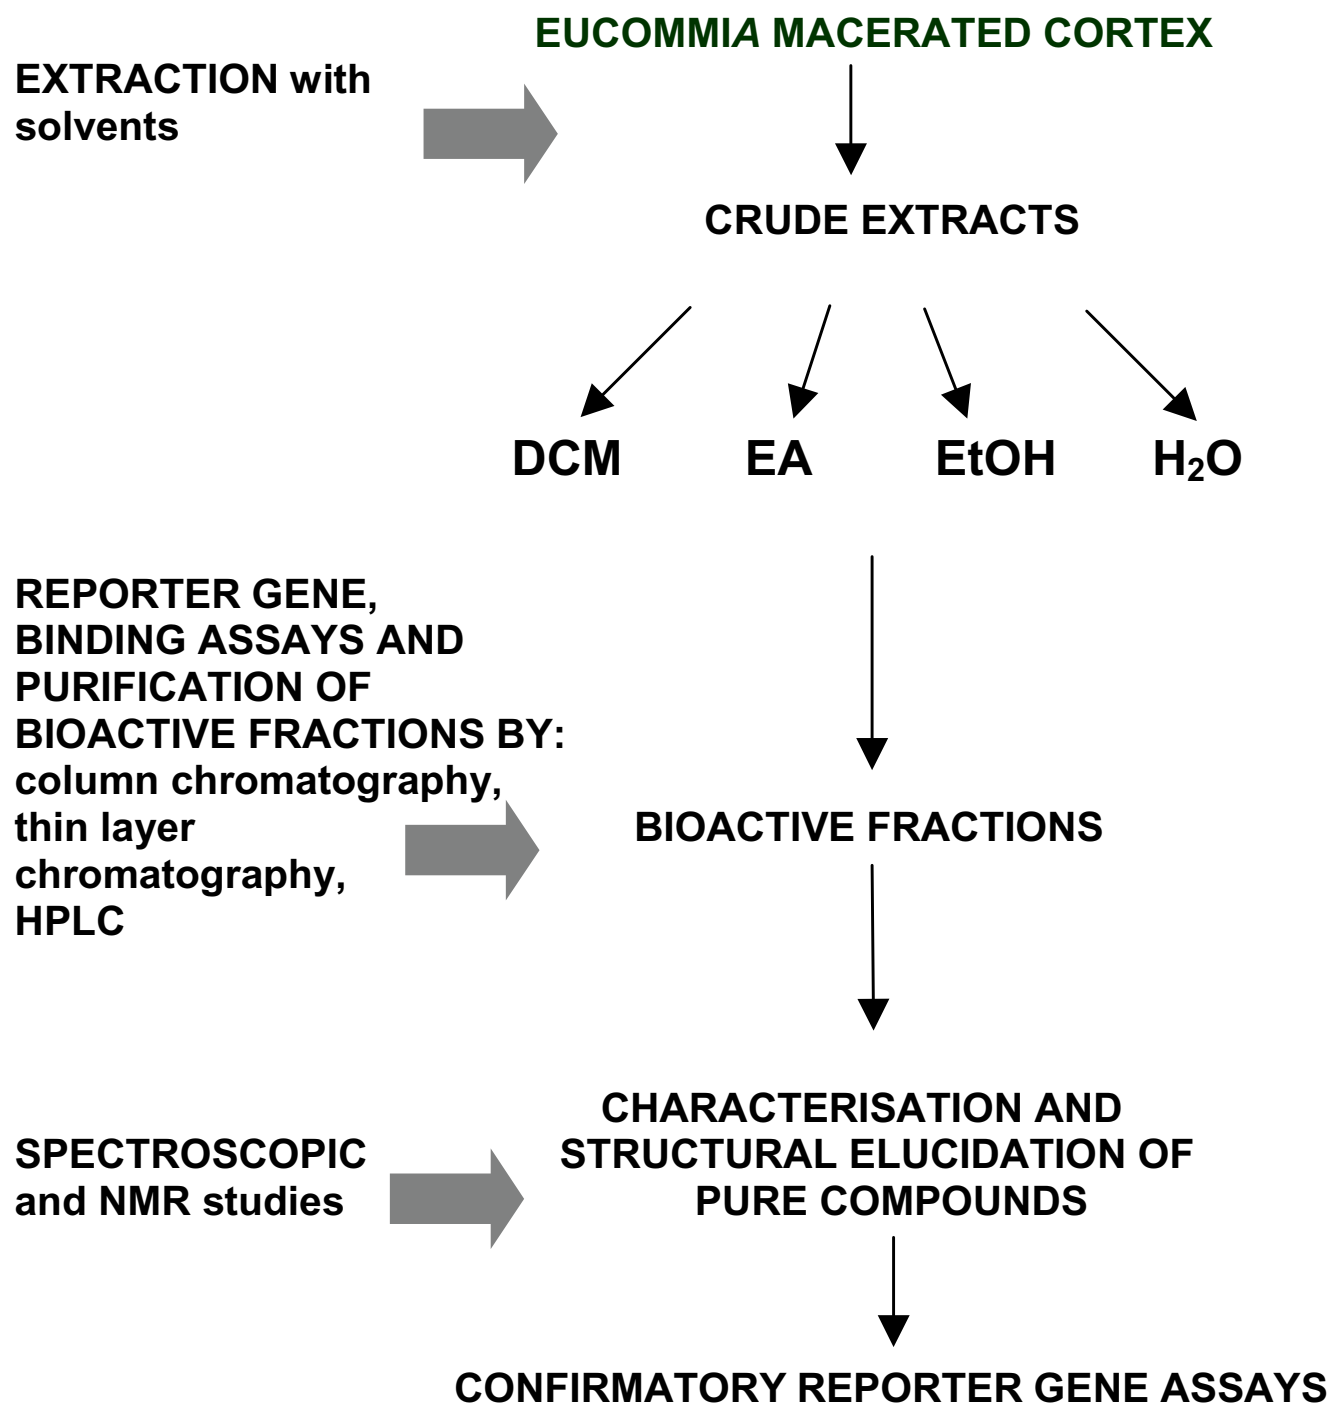 EUCOMMIA MACERATED CORTEX
EXTRACTION with
solvents
CRUDE EXTRACTS
DCM EA EtOH H₂O
REPORTER GENE,
BINDING ASSAYS AND
PURIFICATION OF
BIOACTIVE FRACTIONS BY:
column chromatography,
thin layer
chromatography,
HPLC
BIOACTIVE FRACTIONS
SPECTROSCOPIC
and NMR studies
CHARACTERISATION AND
STRUCTURAL ELUCIDATION OF
PURE COMPOUNDS
CONFIRMATORY REPORTER GENE ASSAYS